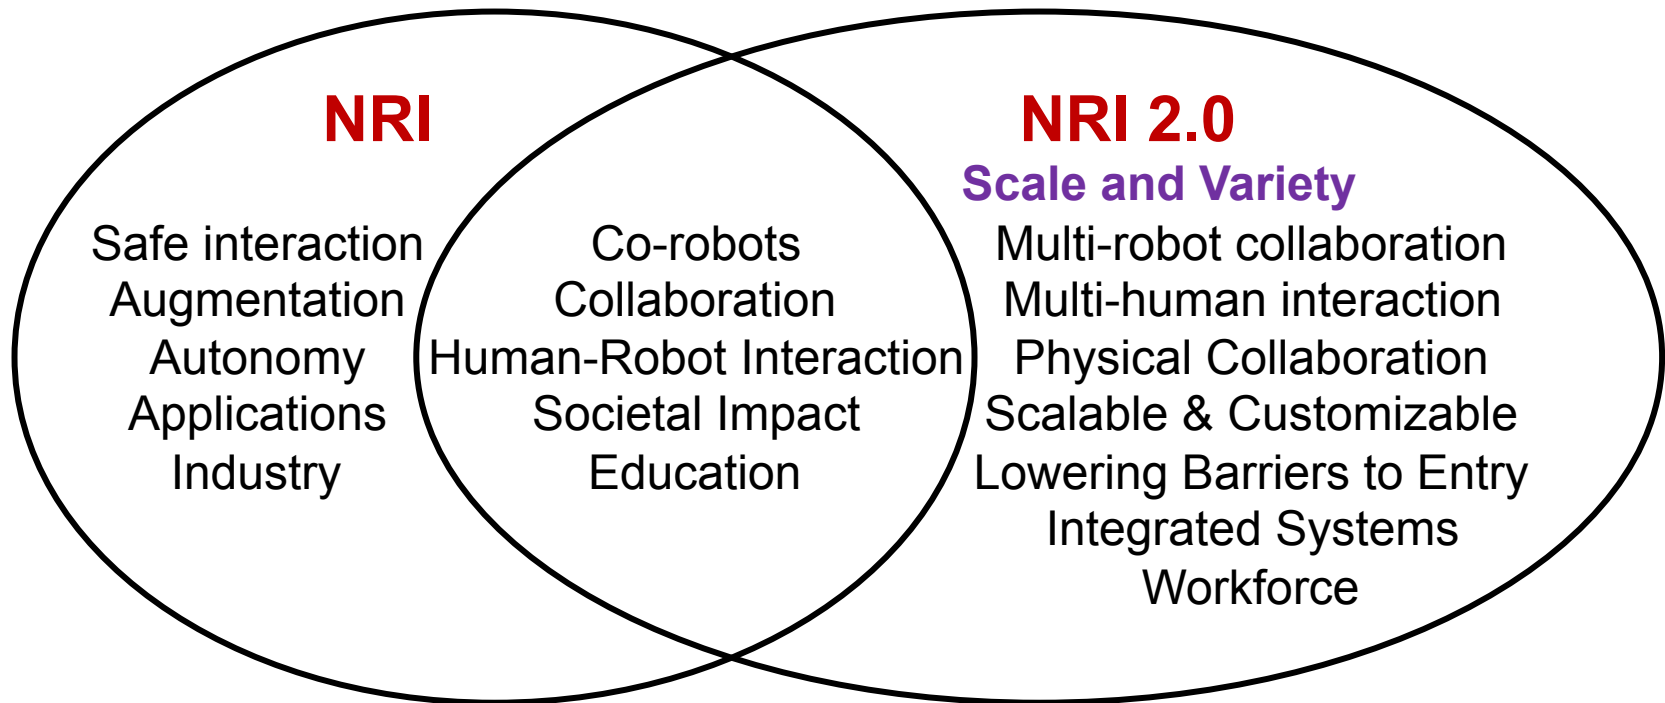 NRI
Safe interaction
Augmentation
Autonomy
Applications
Industry
Co-robots
Collaboration
Human-Robot Interaction
Societal Impact
Education
NRI 2.0
Scale and Variety
Multi-robot collaboration
Multi-human interaction
Physical Collaboration
Scalable & Customizable
Lowering Barriers to Entry
Integrated Systems
Workforce